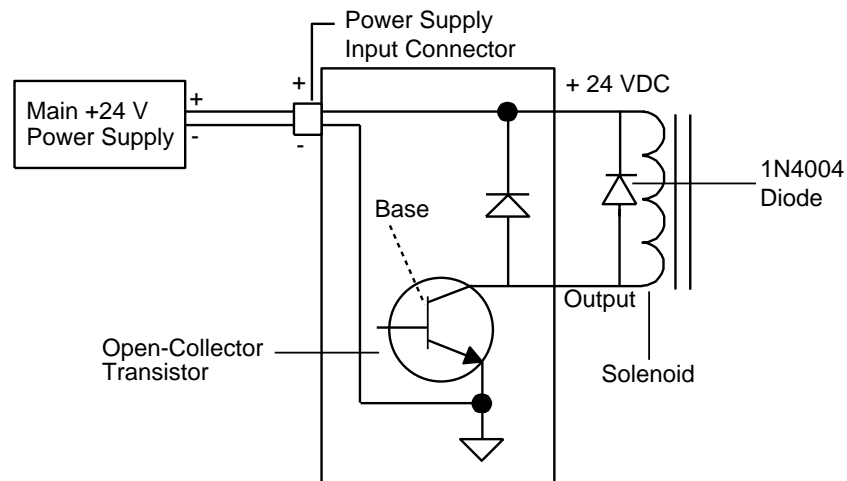 Power Supply
Input Connector
+
+ 24 VDC
Main +24 V
Power Supply
+
-
-
1N4004
Diode
Base
Output
Open-Collector
Transistor
Solenoid